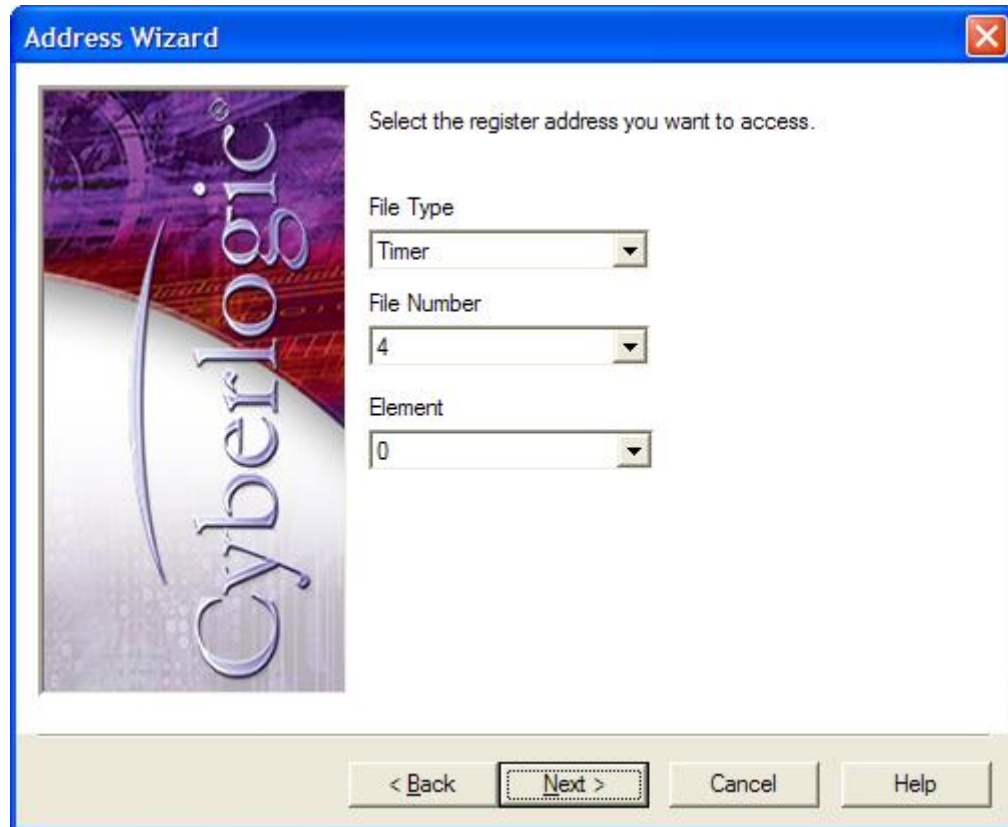 Address Wizard
Cyberlogic®
Select the register address you want to access.
File Type
Timer
File Number
4
Element
0
< Back
Next >
Cancel
Help